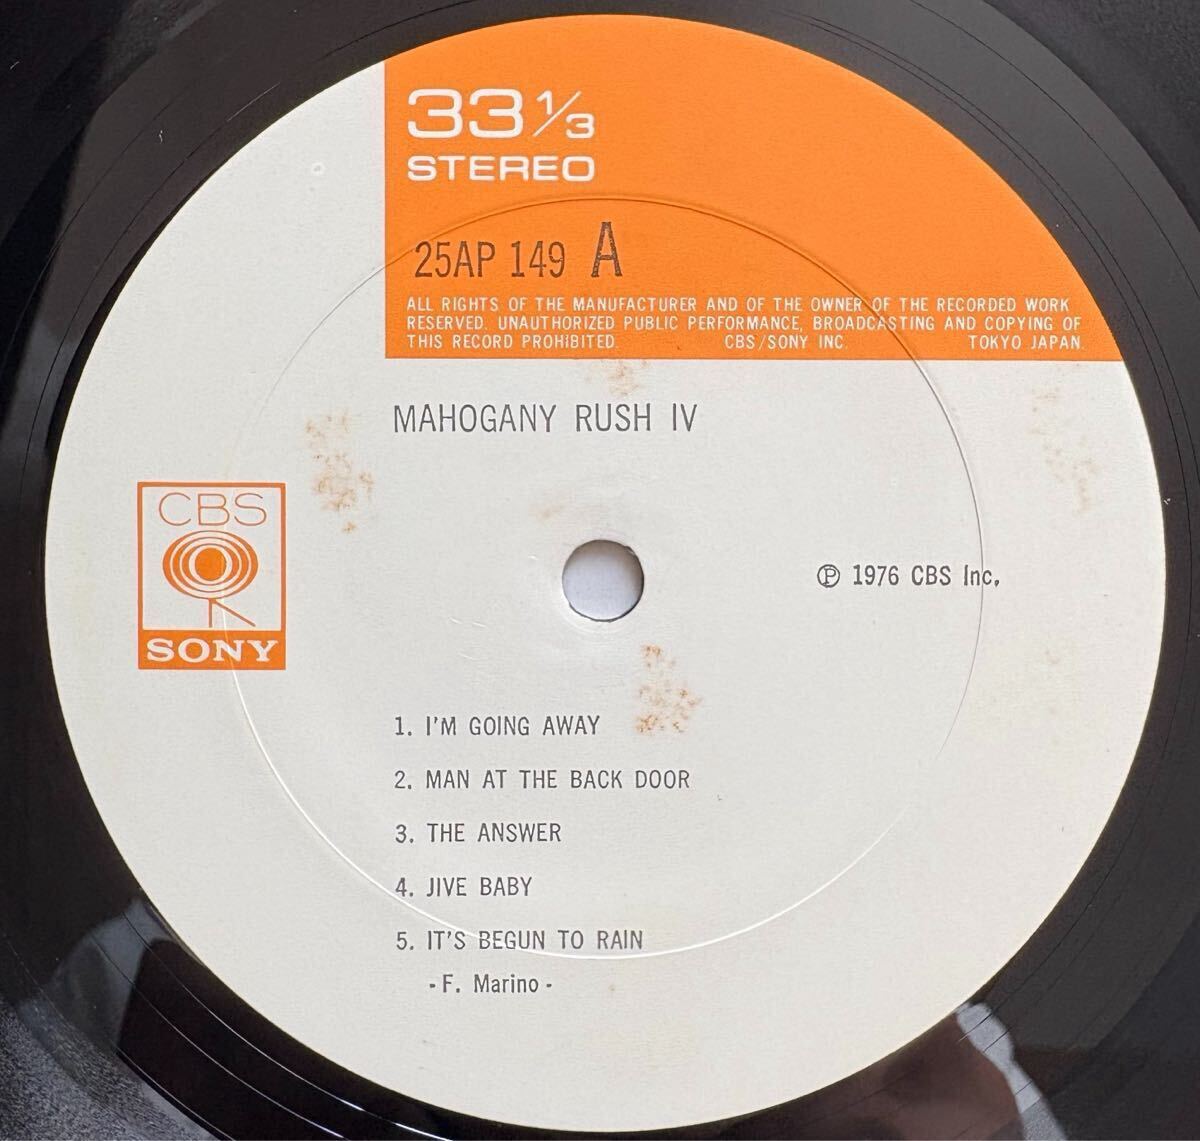 33 1/3
STEREO
25AP 149 A
ALL RIGHTS OF THE MANUFACTURER AND OF THE OWNER OF THE RECORDED WORK
RESERVED. UNAUTHORIZED PUBLIC PERFORMANCE, BROADCASTING AND COPYING OF
THIS RECORD PROHIBITED. CBS/SONY INC. TOKYO JAPAN.
MAHOGANY RUSH IV
CBS
SONY
Ⓟ 1976 CBS Inc.
1. I'M GOING AWAY
2. MAN AT THE BACK DOOR
3. THE ANSWER
4. JIVE BABY
5. IT'S BEGUN TO RAIN
- F. Marino -